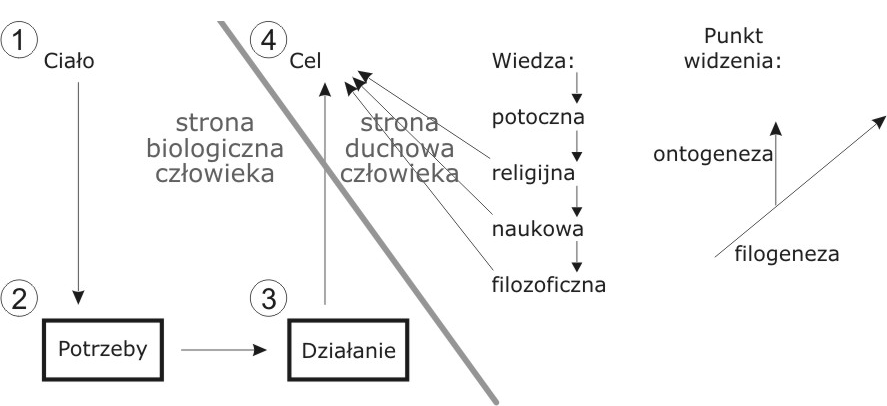 1
Ciało
strona
biologiczna
człowieka
2
Potrzeby
3
Działanie
4
Cel
strona
duchowa
człowieka
Wiedza:
potoczna
religijna
naukowa
filozoficzna
Punkt
widzenia:
ontogeneza
filogeneza